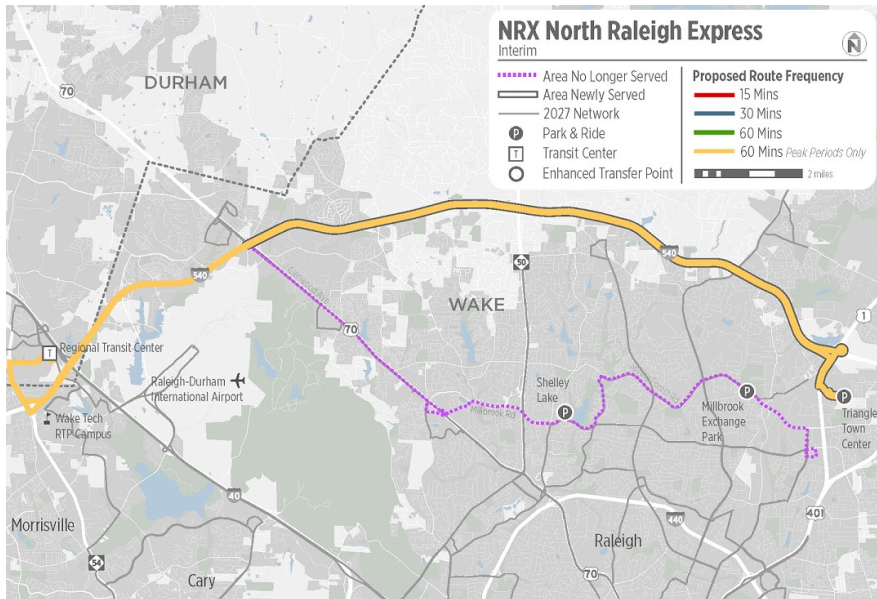 NRX North Raleigh Express
Interim
N
Area No Longer Served
Area Newly Served
2027 Network
P Park & Ride
T Transit Center
Enhanced Transfer Point
Proposed Route Frequency
15 Mins
30 Mins
60 Mins
60 Mins Peak Periods Only
2 miles
DURHAM
70
540
50
540
WAKE
1
70
T
Regional Transit Center
Raleigh-Durham
International Airport
Shelley
Lake
P
Millbrook Rd
P
Millbrook
Exchange
Park
P
Triangle
Town
Center
Wake Tech
RTP Campus
40
440
401
Morrisville
54
Cary
Raleigh
70